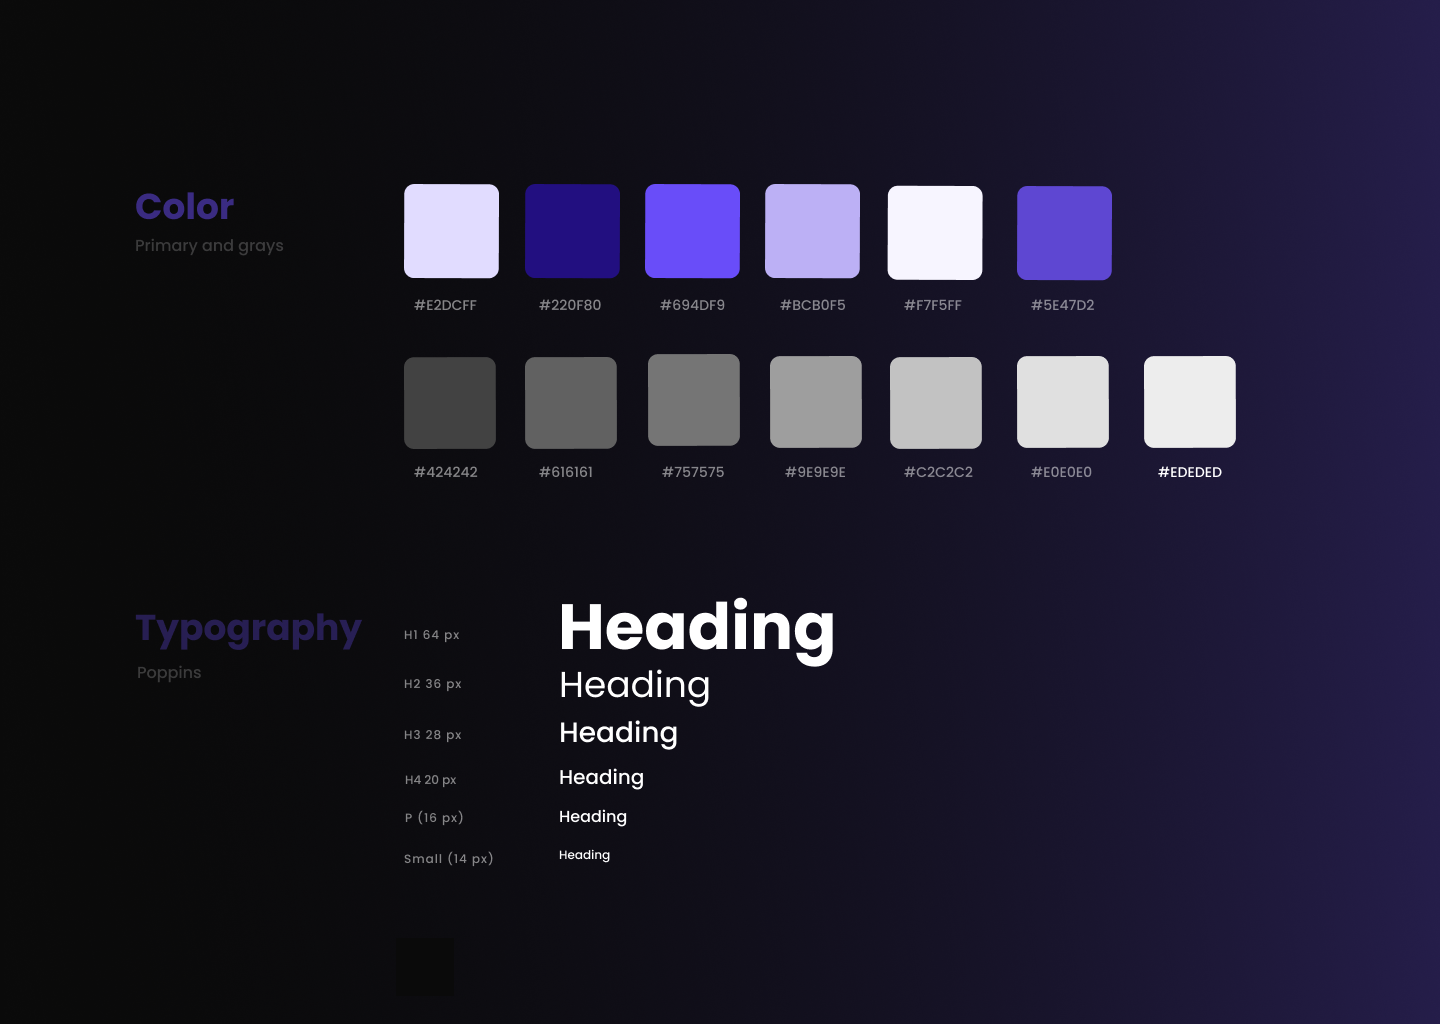 Color
Primary and grays
#E2DCFF #220F80 #694DF9 #BCB0F5 #F7F5FF #5E47D2
#424242 #616161 #757575 #9E9E9E #C2C2C2 #E0E0E0 #EDEDED
Typography
Poppins
H1 64 px Heading
H2 36 px Heading
H3 28 px Heading
H4 20 px Heading
P (16 px) Heading
Small (14 px) Heading